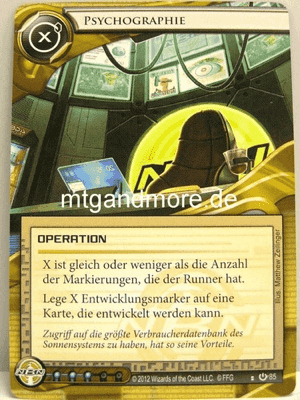 X
PSYCHOGRAPHIE
mtgandmore.de
OPERATION
X ist gleich oder weniger als die Anzahl
der Markierungen, die der Runner hat.
Lege X Entwicklungsmarker auf eine
Karte, die entwickelt werden kann.
Zugriff auf die größte Verbraucherdatenbank des
Sonnensystems zu haben, hat so seine Vorteile.
Illus. Matthew Zeilinger
NBN
© 2012 Wizards of the Coast LLC. © FFG
85